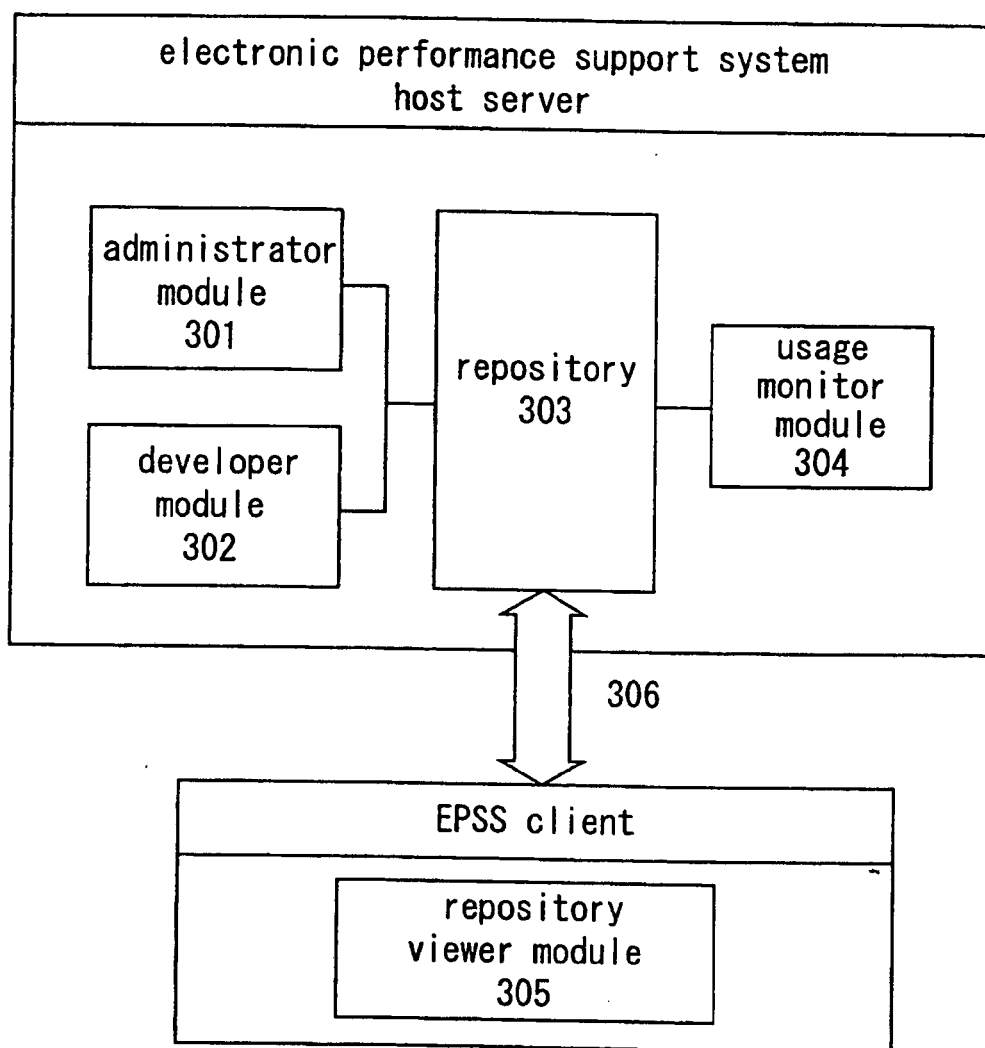 electronic performance support system
host server
administrator
module
301
developer
module
302
repository
303
usage
monitor
module
304
306
EPSS client
repository
viewer module
305